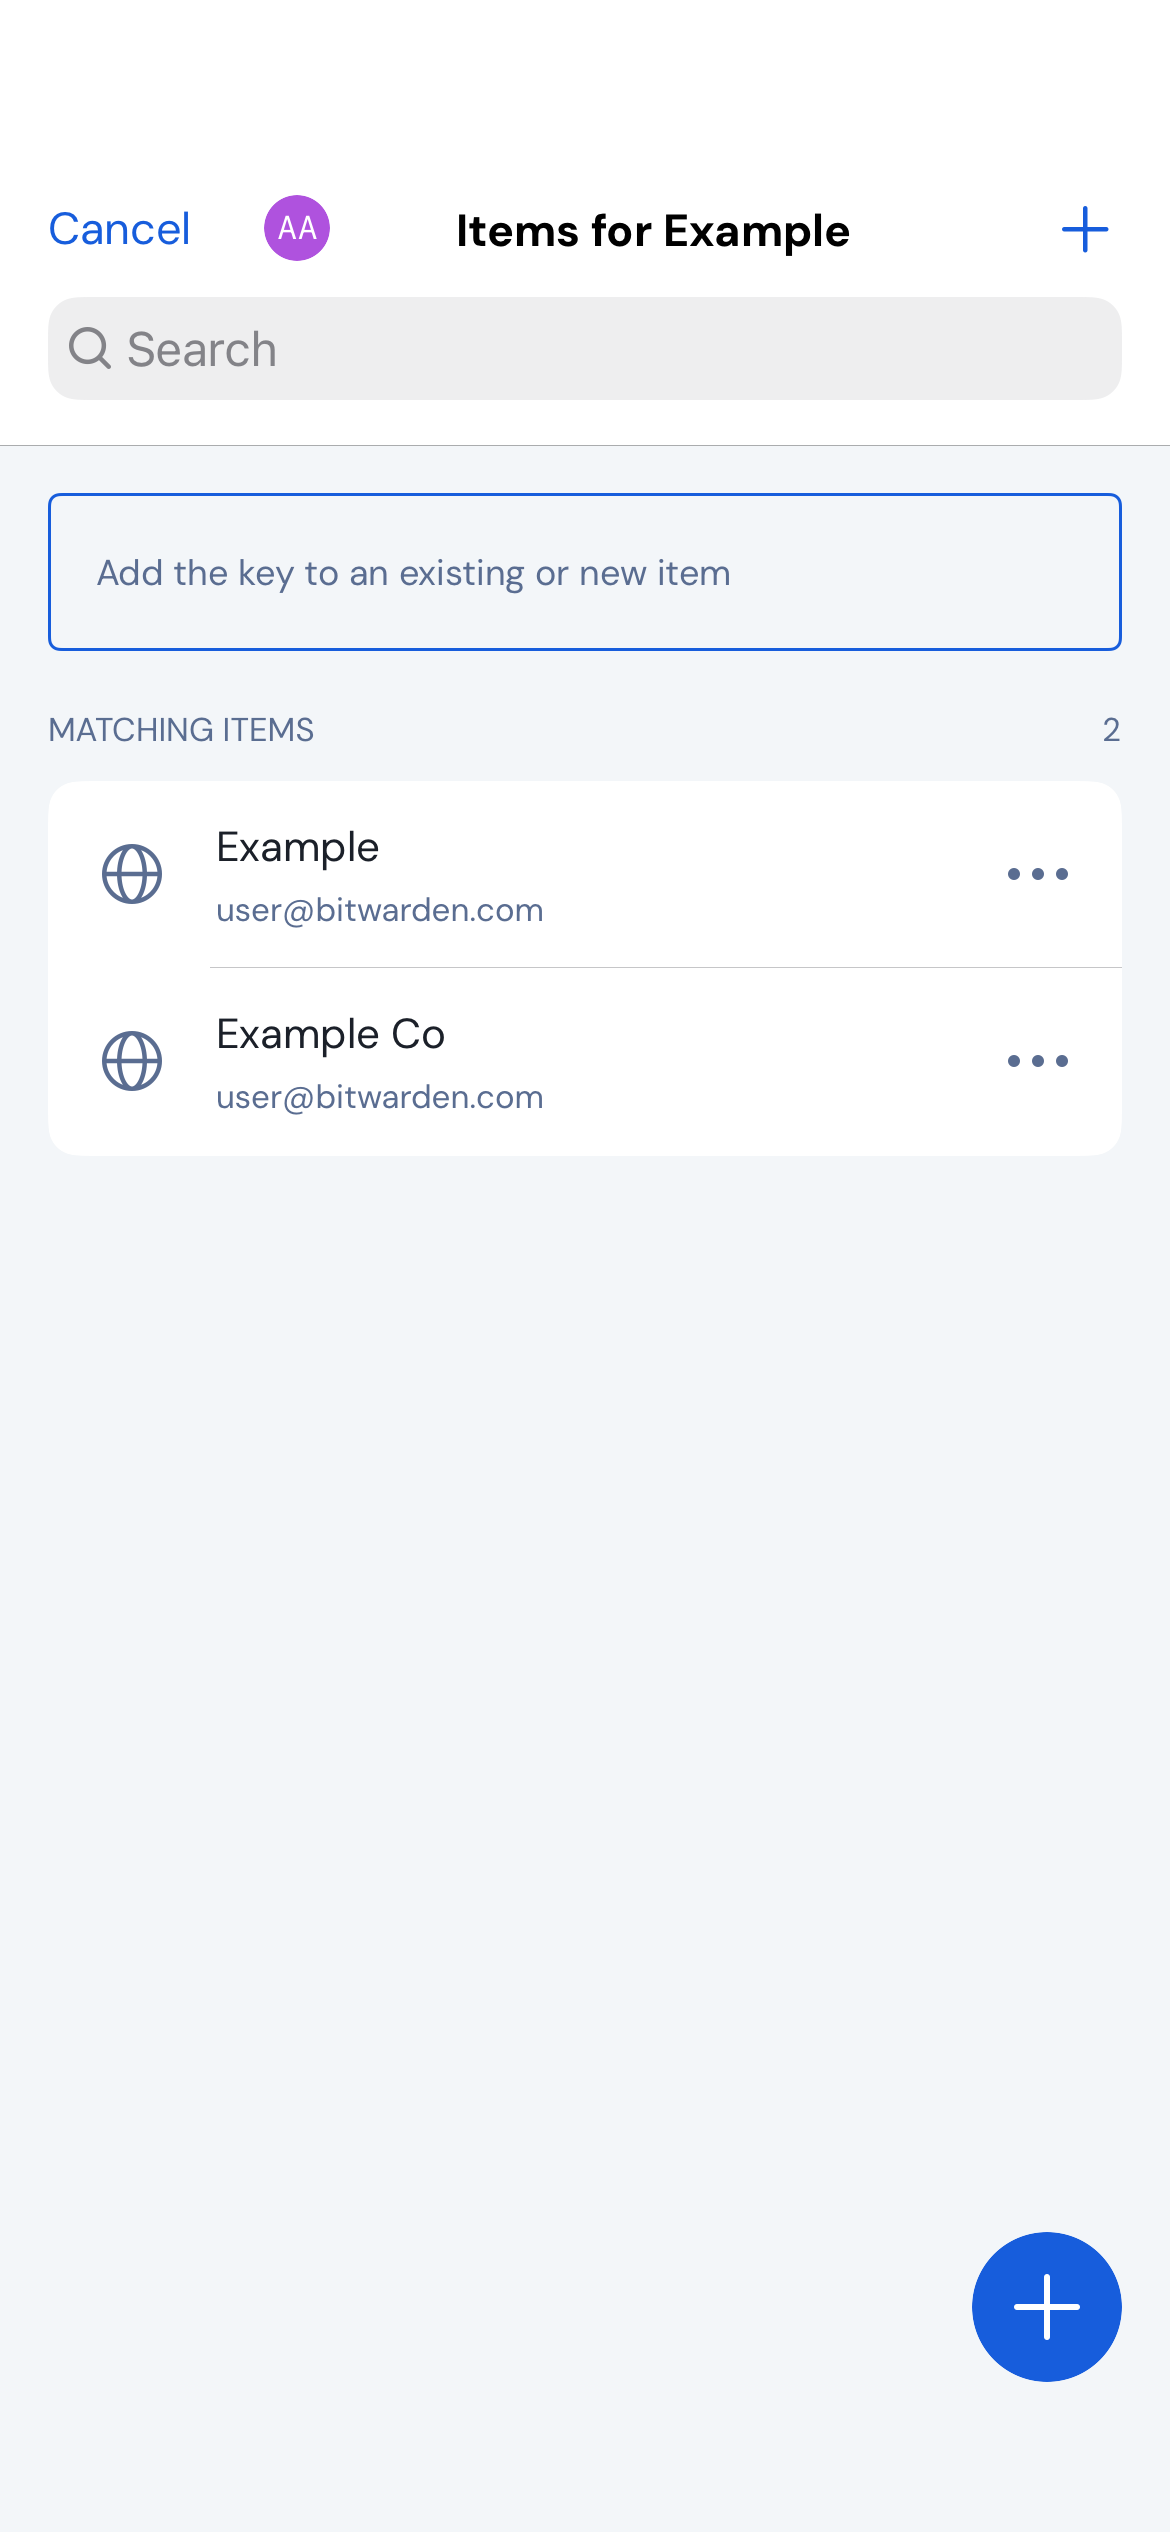 Cancel
AA
Items for Example
Search
Add the key to an existing or new item
MATCHING ITEMS 2
Example
user@bitwarden.com
Example Co
user@bitwarden.com